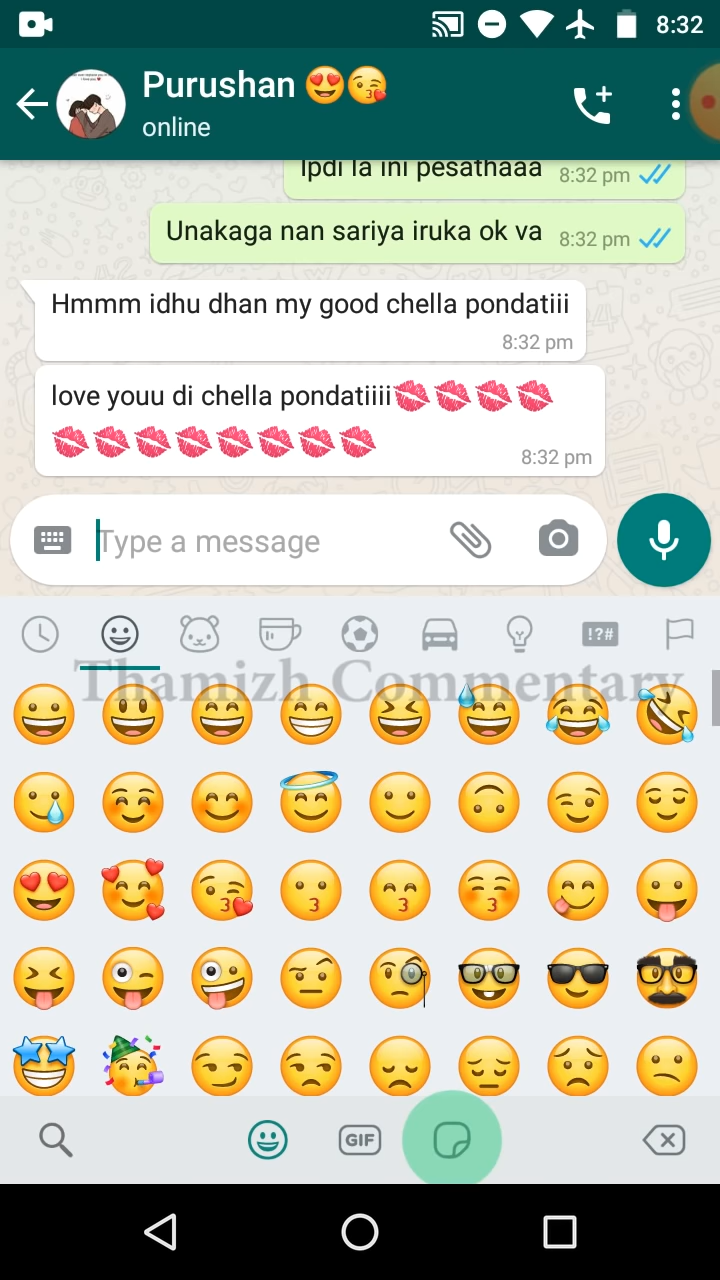 8:32
Purushan 😍😘
online
Ipdi la ini pesathaaa 8:32 pm
Unakaga nan sariya iruka ok va 8:32 pm
Hmmm idhu dhan my good chella pondatiii
8:32 pm
love youu di chella pondatiiii💋💋💋💋
💋💋💋💋💋💋💋💋
8:32 pm
Type a message
!?#
Thamizh Commentary
GIF